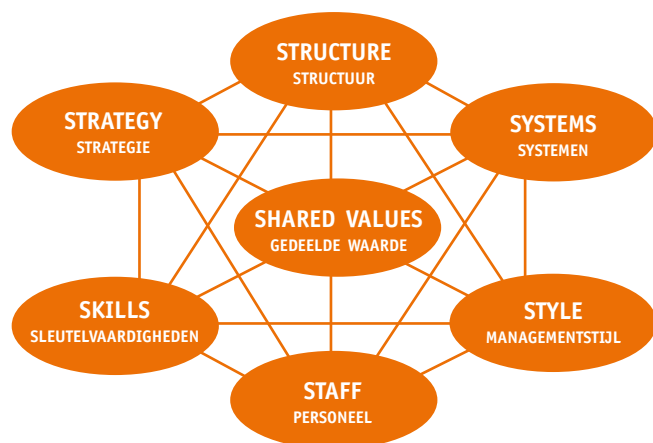 STRUCTURE
STRUCTUUR
STRATEGY
STRATEGIE
SYSTEMS
SYSTEMEN
SHARED VALUES
GEDEELDE WAARDE
SKILLS
SLEUTELVAARDIGHEDEN
STYLE
MANAGEMENTSTIJL
STAFF
PERSONEEL